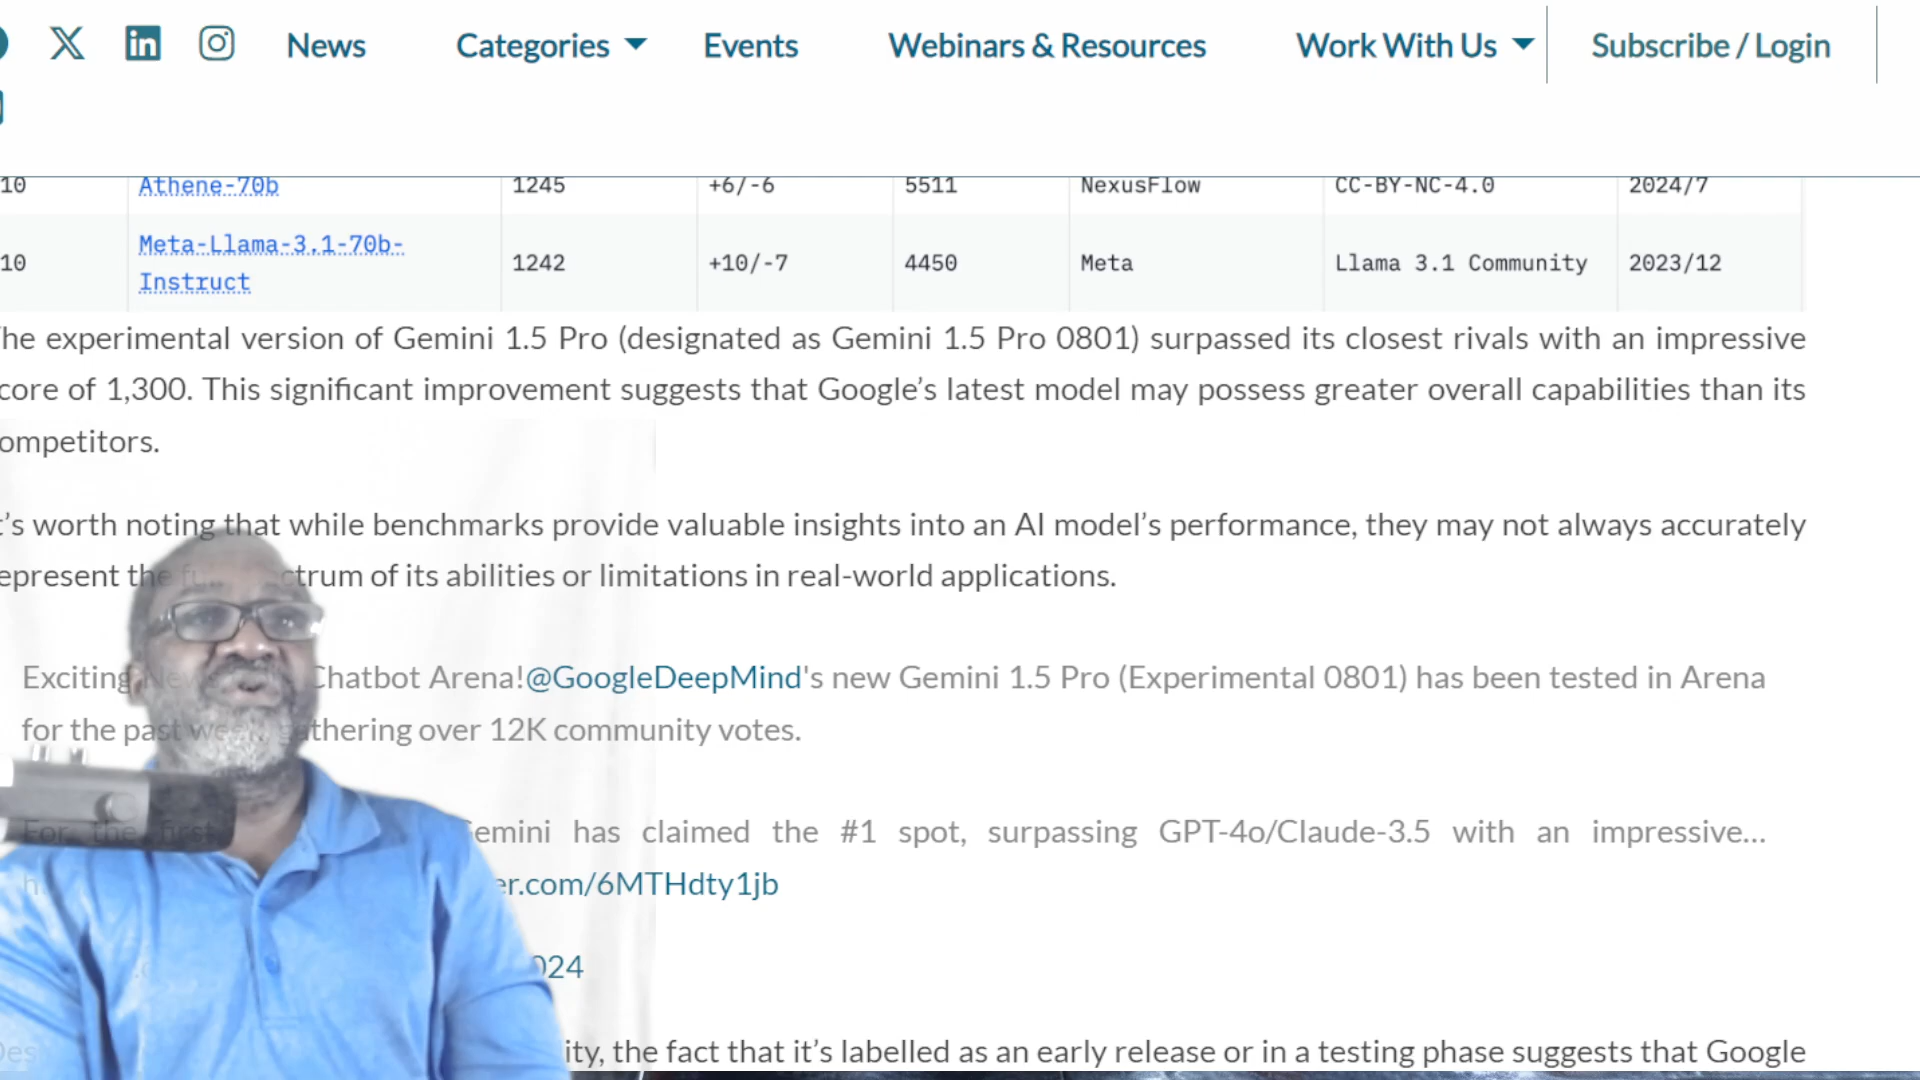 News Categories Events Webinars & Resources Work With Us Subscribe / Login
10 Athene-70b 1245 +6/-6 5511 NexusFlow CC-BY-NC-4.0 2024/7
10 Meta-Llama-3.1-70b-Instruct 1242 +10/-7 4450 Meta Llama 3.1 Community 2023/12
he experimental version of Gemini 1.5 Pro (designated as Gemini 1.5 Pro 0801) surpassed its closest rivals with an impressive
core of 1,300. This significant improvement suggests that Google's latest model may possess greater overall capabilities than its
ompetitors.
t's worth noting that while benchmarks provide valuable insights into an AI model's performance, they may not always accurately
epresent the trum of its abilities or limitations in real-world applications.
Exciting Chatbot Arena!@GoogleDeepMind's new Gemini 1.5 Pro (Experimental 0801) has been tested in Arena
for the past week, gathering over 12K community votes.
For the first Gemini has claimed the #1 spot, surpassing GPT-4o/Claude-3.5 with an impressive…
er.com/6MTHdty1jb
024
ity, the fact that it's labelled as an early release or in a testing phase suggests that Google